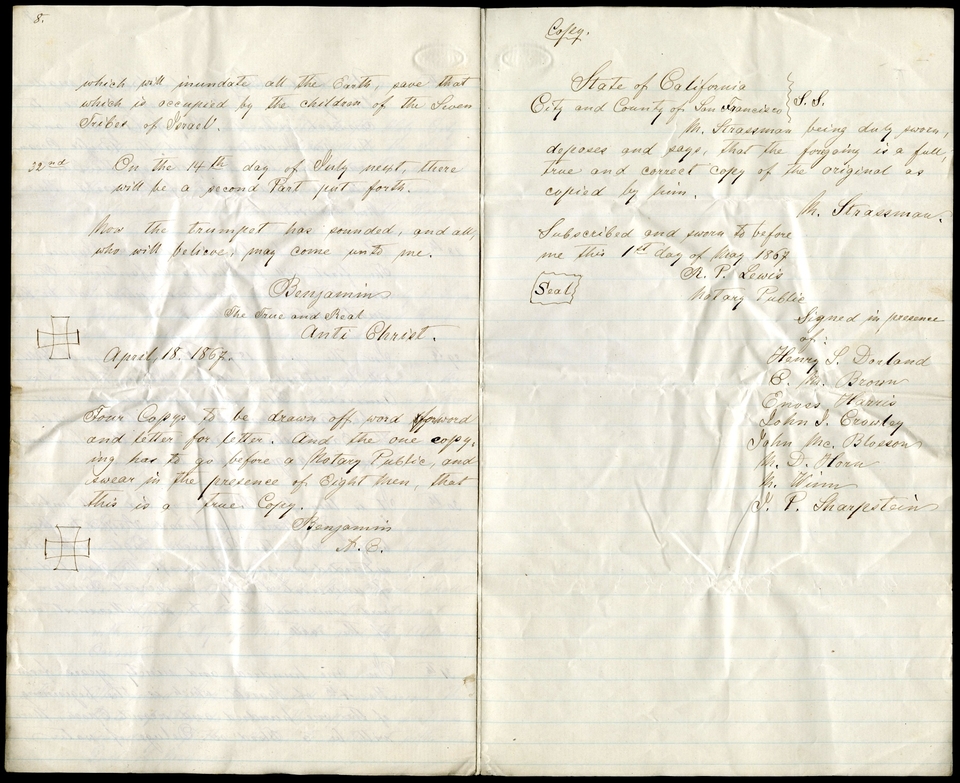 8.
which will inundate all the Earth, save that
which is occupied by the children of the Seven
Tribes of Israel.
32nd On the 14th day of July next, there
will be a second Part put forth.
Now the trumpet has sounded, and all,
who will believe, may come unto me.
Benjamin
The True and Real
Anti Christ.
April, 18. 1867.
Four Copys to be drawn off word for word
and letter for letter. And the one copy-
ing has to go before a Notary Public, and
swear in the presence of Eight Men, that
this is a True Copy.
Benjamin
A. C.
Copy.
State of California
City and County of San Francisco } S.S.
M. Strassman being duly sworn,
deposes and says, that the forgoing is a full,
true and correct copy of the original as
copied by him.
M. Strassman.
Subscribed and sworn to before
me this 1st day of May 1867
R. P. Lewis
Seal
Notary Public
Signed in presence
of:
Henry S. Dorland
E. M. Brown
Enoss Harris
John J. Crowley
John Mc. Blosson
M. D. Horn
M. Winn
J. P. Sharpstein